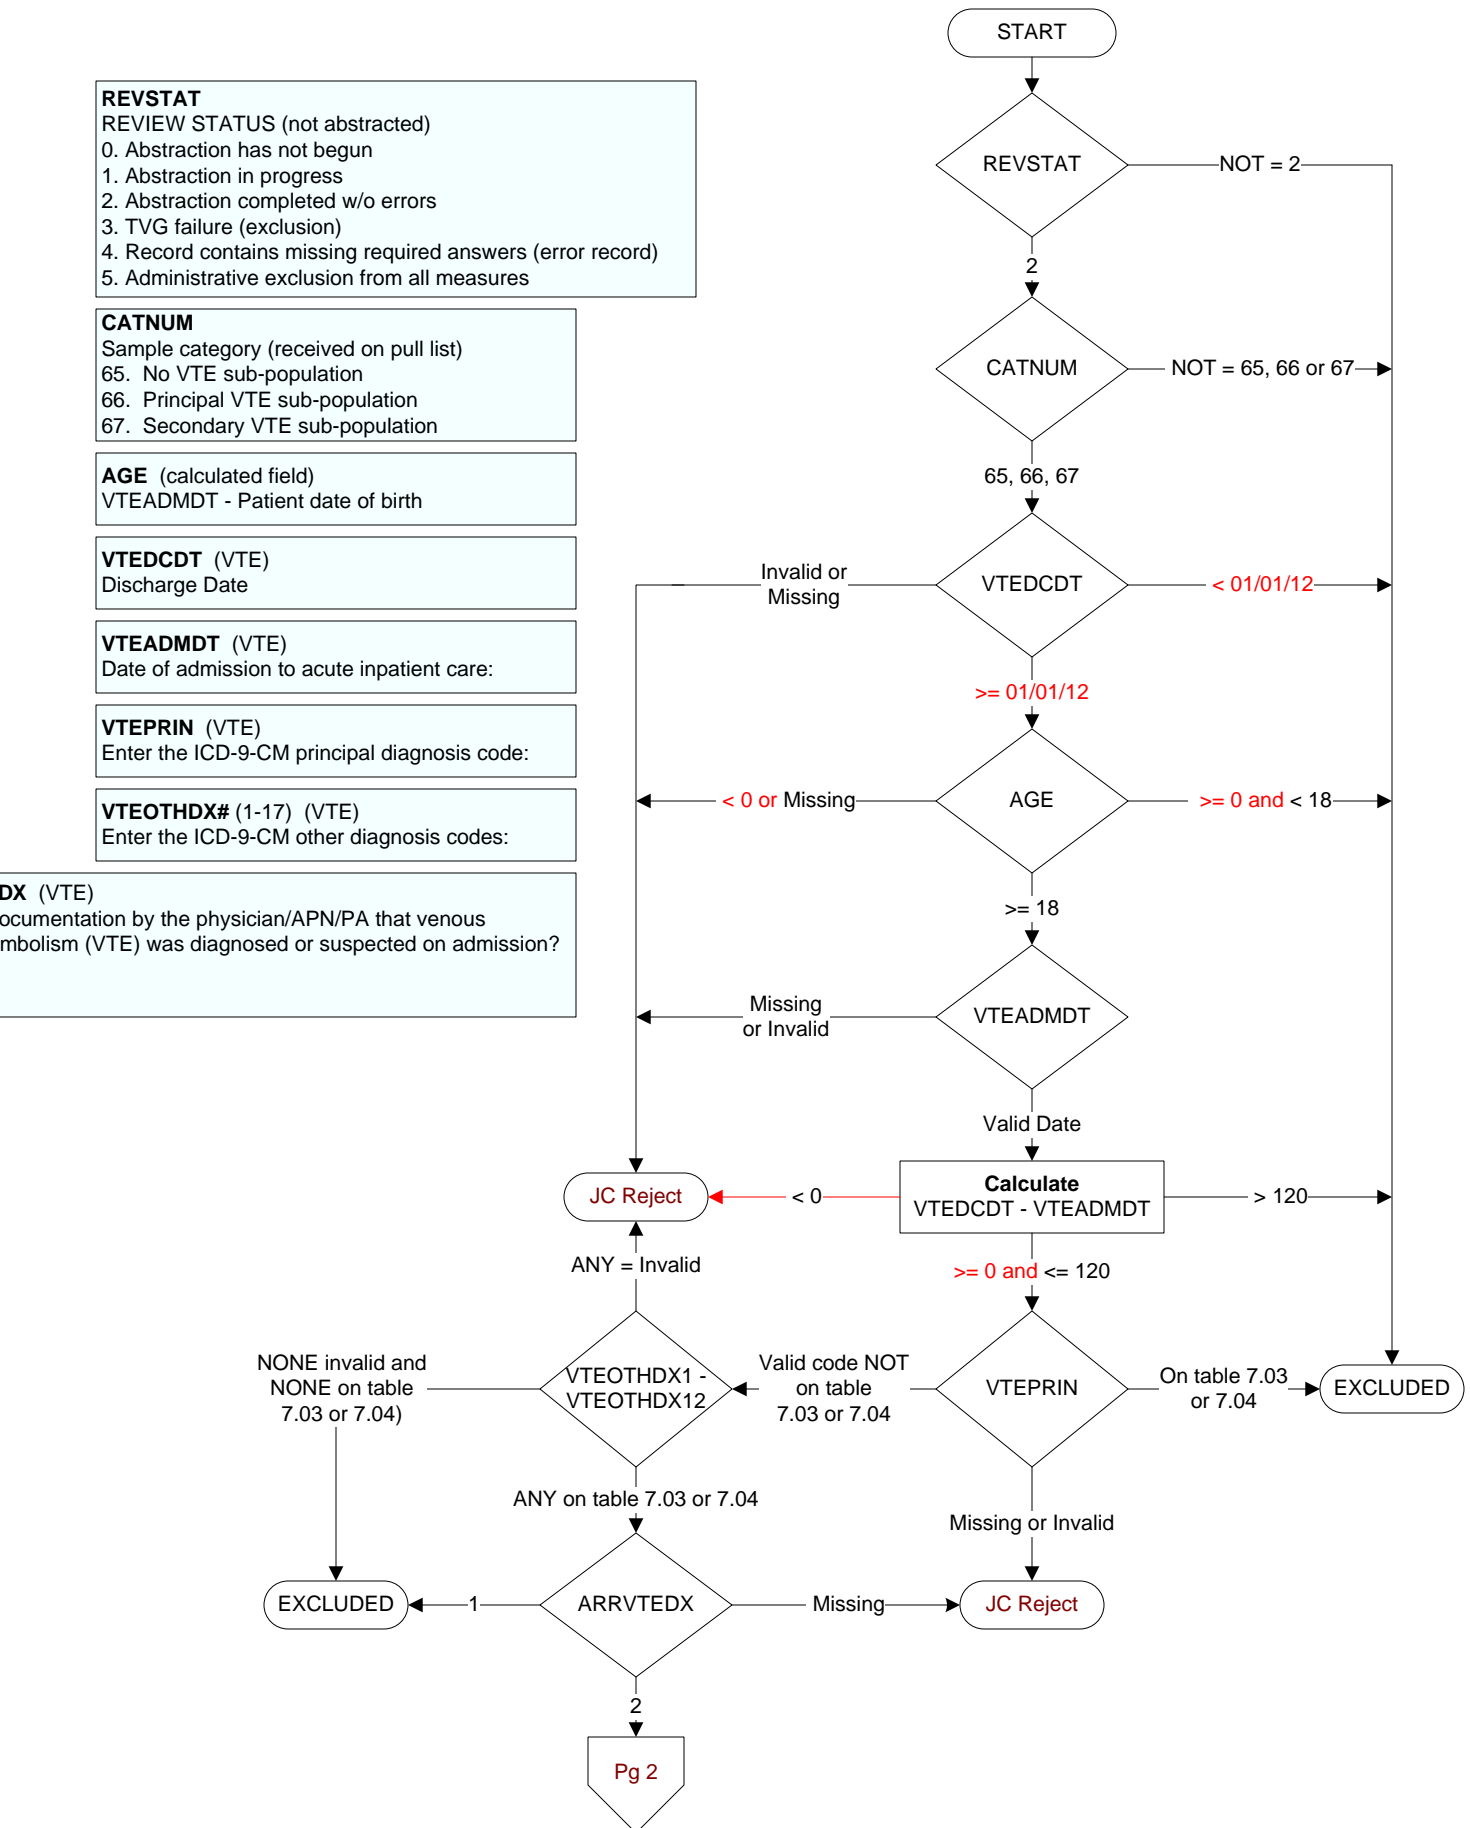 START
REVSTAT
REVIEW STATUS (not abstracted)
0. Abstraction has not begun
1. Abstraction in progress
2. Abstraction completed w/o errors
3. TVG failure (exclusion)
4. Record contains missing required answers (error record)
5. Administrative exclusion from all measures
CATNUM
Sample category (received on pull list)
65. No VTE sub-population
66. Principal VTE sub-population
67. Secondary VTE sub-population
AGE (calculated field)
VTEADMDT - Patient date of birth
VTEDCDT (VTE)
Discharge Date
VTEADMDT (VTE)
Date of admission to acute inpatient care:
VTEPRIN (VTE)
Enter the ICD-9-CM principal diagnosis code:
VTEOTHDX# (1-17) (VTE)
Enter the ICD-9-CM other diagnosis codes:
DX (VTE)
ocumentation by the physician/APN/PA that venous
mbolism (VTE) was diagnosed or suspected on admission?
REVSTAT
NOT = 2
2
CATNUM
NOT = 65, 66 or 67
65, 66, 67
Invalid or
Missing
VTEDCDT
< 01/01/12
>= 01/01/12
< 0 or Missing
AGE
>= 0 and < 18
>= 18
Missing
or Invalid
VTEADMDT
Valid Date
JC Reject
< 0
Calculate
VTEDCDT - VTEADMDT
> 120
ANY = Invalid
>= 0 and <= 120
NONE invalid and
NONE on table
7.03 or 7.04)
VTEOTHDX1 -
VTEOTHDX12
Valid code NOT
on table
7.03 or 7.04
VTEPRIN
On table 7.03
or 7.04
EXCLUDED
ANY on table 7.03 or 7.04
Missing or Invalid
EXCLUDED
1
ARRVTEDX
Missing
JC Reject
2
Pg 2